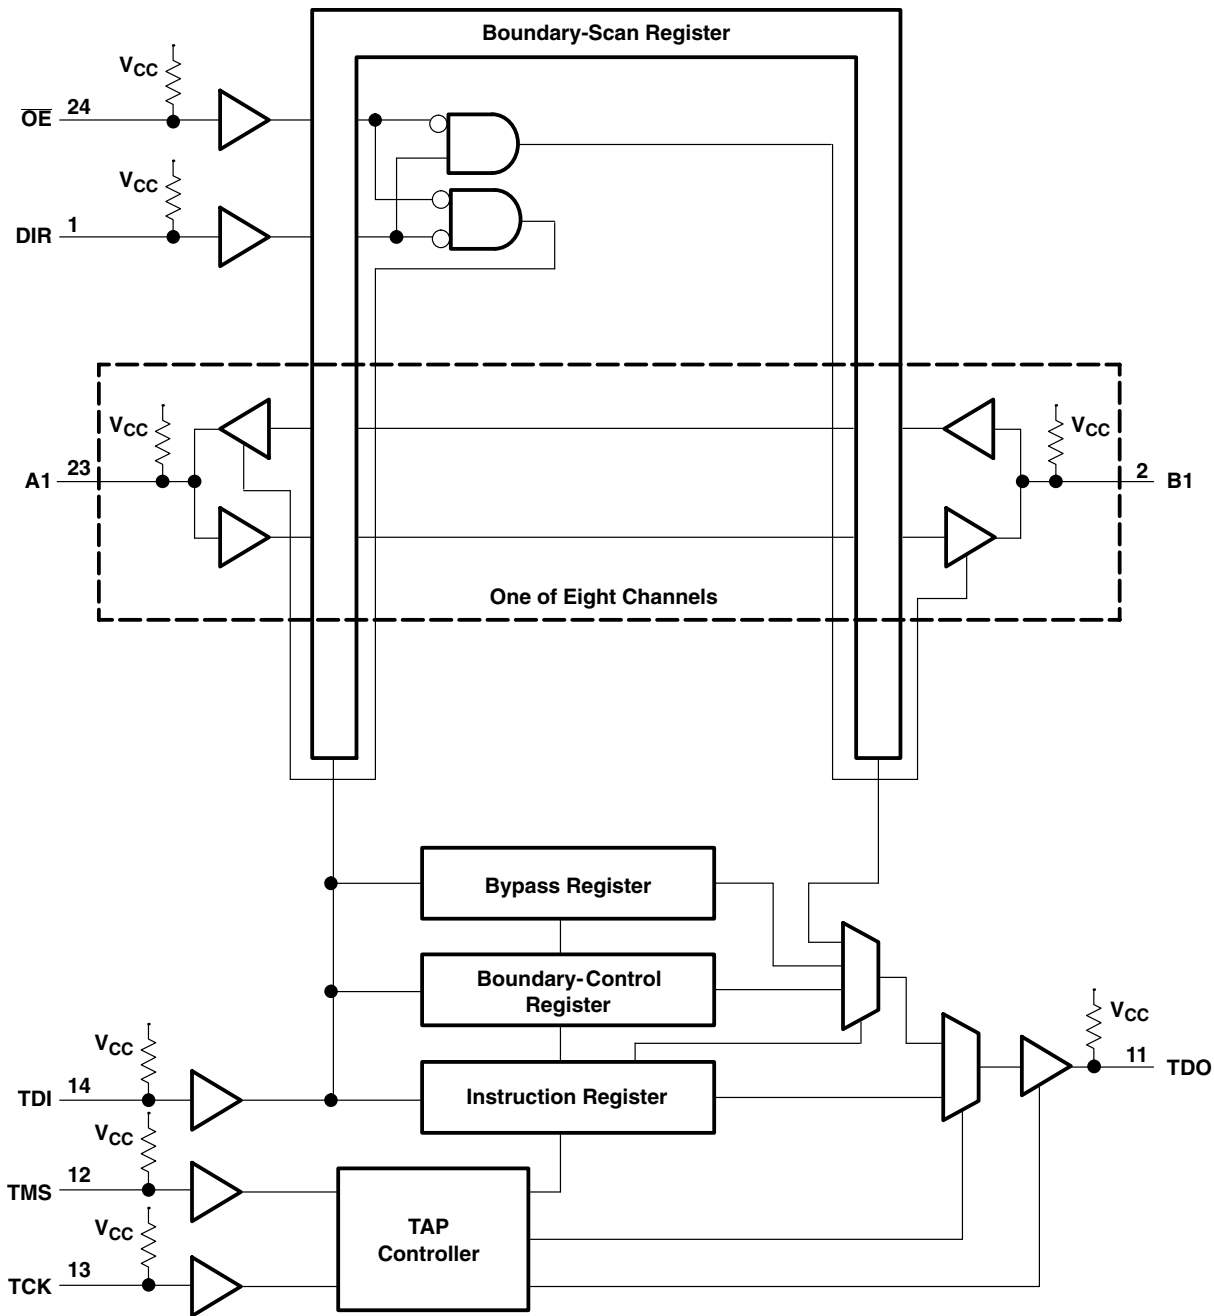 Boundary-Scan Register
VCC
OE 24
VCC
DIR 1
VCC
A1 23
VCC
2 B1
One of Eight Channels
Bypass Register
Boundary-Control
Register
VCC
TDI 14
Instruction Register
VCC
11 TDO
VCC
TMS 12
TAP
Controller
VCC
TCK 13